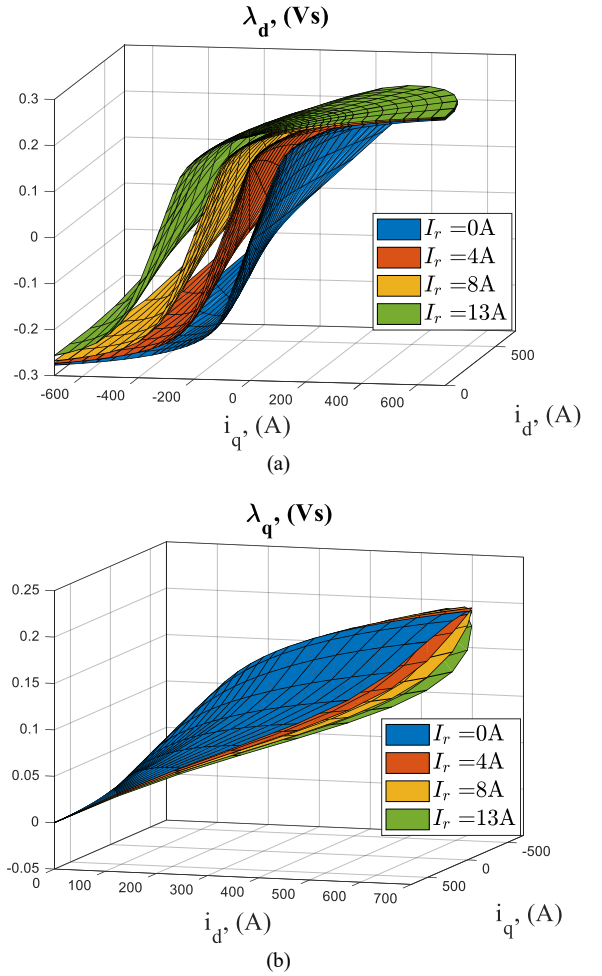 λd, (Vs)
0.3
0.2
0.1
0
-0.1
-0.2
-0.3
Ir =0A
Ir =4A
Ir =8A
Ir =13A
-600 -400 -200 0 200 400 600
0 500
iq, (A)
id, (A)
(a)
λq, (Vs)
0.25
0.2
0.15
0.1
0.05
0
-0.05
Ir =0A
Ir =4A
Ir =8A
Ir =13A
0 100 200 300 400 500 600 700
500 0 -500
id, (A)
iq, (A)
(b)